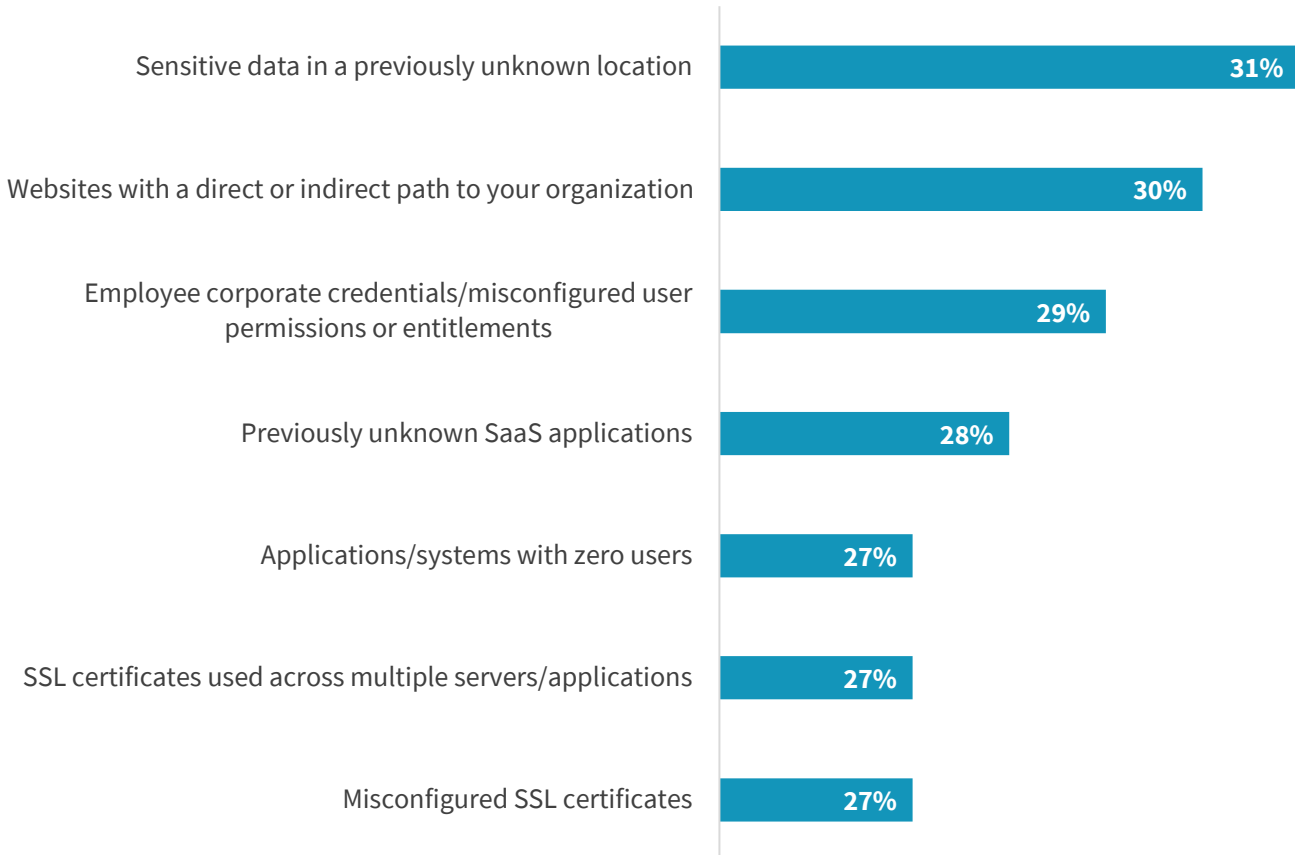 Sensitive data in a previously unknown location
31%
Websites with a direct or indirect path to your organization
30%
Employee corporate credentials/misconfigured user
permissions or entitlements
29%
Previously unknown SaaS applications
28%
Applications/systems with zero users
27%
SSL certificates used across multiple servers/applications
27%
Misconfigured SSL certificates
27%